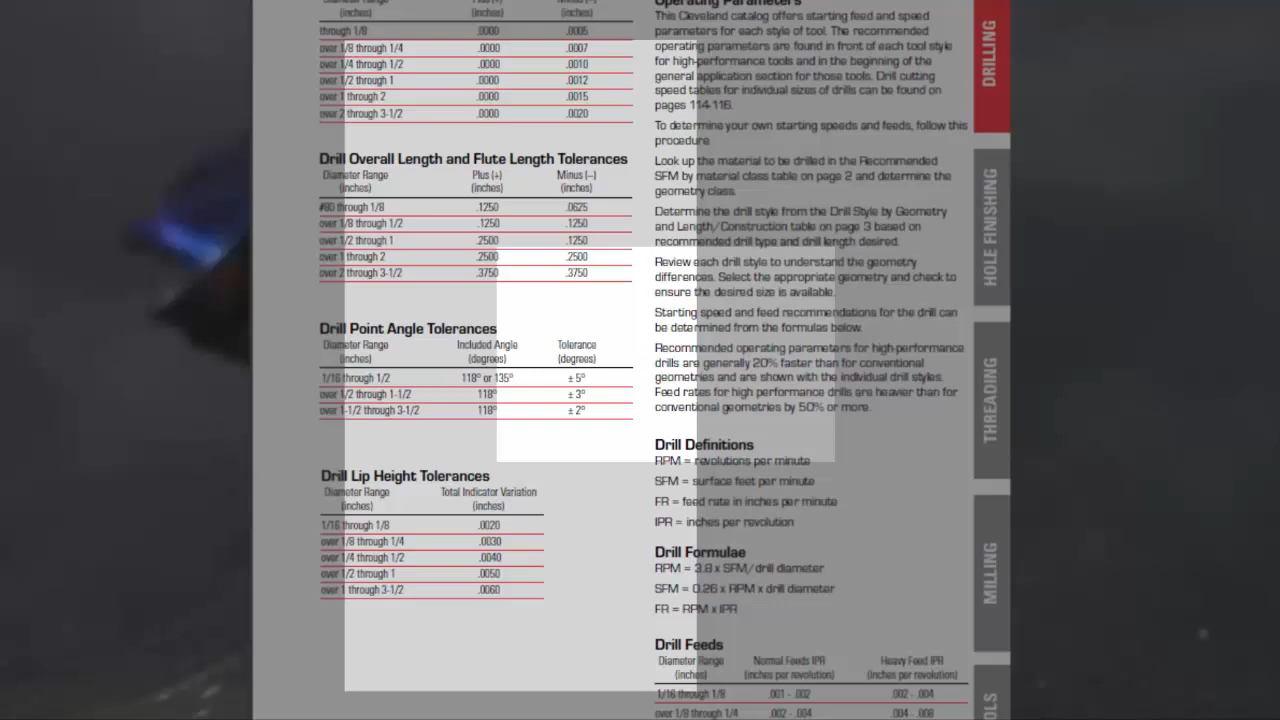 Diameter Range Plus (+) Minus (–)
(inches) (inches) (inches)
through 1/8 .0000 .0005
over 1/8 through 1/4 .0000 .0007
over 1/4 through 1/2 .0000 .0010
over 1/2 through 1 .0000 .0012
over 1 through 2 .0000 .0015
over 2 through 3-1/2 .0000 .0020
Drill Overall Length and Flute Length Tolerances
Diameter Range Plus (+) Minus (–)
(inches) (inches) (inches)
#80 through 1/8 .1250 .0625
over 1/8 through 1/2 .1250 .1250
over 1/2 through 1 .2500 .1250
over 1 through 2 .2500 .2500
over 2 through 3-1/2 .3750 .3750
Drill Point Angle Tolerances
Diameter Range Included Angle Tolerance
(inches) (degrees) (degrees)
1/16 through 1/2 118° or 135° ± 5°
over 1/2 through 1-1/2 118° ± 3°
over 1-1/2 through 3-1/2 118° ± 2°
Drill Lip Height Tolerances
Diameter Range Total Indicator Variation
(inches) (inches)
1/16 through 1/8 .0020
over 1/8 through 1/4 .0030
over 1/4 through 1/2 .0040
over 1/2 through 1 .0050
over 1 through 3-1/2 .0060
Operating Parameters
This Cleveland catalog offers starting feed and speed
parameters for each style of tool. The recommended
operating parameters are found in front of each tool style
for high-performance tools and in the beginning of the
general application section for those tools. Drill cutting
speed tables for individual sizes of drills can be found on
pages 114-116.
To determine your own starting speeds and feeds, follow this
procedure.
Look up the material to be drilled in the Recommended
SFM by material class table on page 2 and determine the
geometry class.
Determine the drill style from the Drill Style by Geometry
and Length/Construction table on page 3 based on
recommended drill type and drill length desired.
Review each drill style to understand the geometry
differences. Select the appropriate geometry and check to
ensure the desired size is available.
Starting speed and feed recommendations for the drill can
be determined from the formulas below.
Recommended operating parameters for high-performance
drills are generally 20% faster than for conventional
geometries and are shown with the individual drill styles.
Feed rates for high performance drills are heavier than for
conventional geometries by 50% or more.
Drill Definitions
RPM = revolutions per minute
SFM = surface feet per minute
FR = feed rate in inches per minute
IPR = inches per revolution
Drill Formulae
RPM = 3.8 x SFM/drill diameter
SFM = 0.26 x RPM x drill diameter
FR = RPM x IPR
Drill Feeds
Diameter Range Normal Feeds IPR Heavy Feed IPR
(inches) (inches per revolution) (inches per revolution)
1/16 through 1/8 .001 - .002 .002 - .004
over 1/8 through 1/4 .002 - .004 .004 - .008
DRILLING
HOLE FINISHING
THREADING
MILLING
OLS